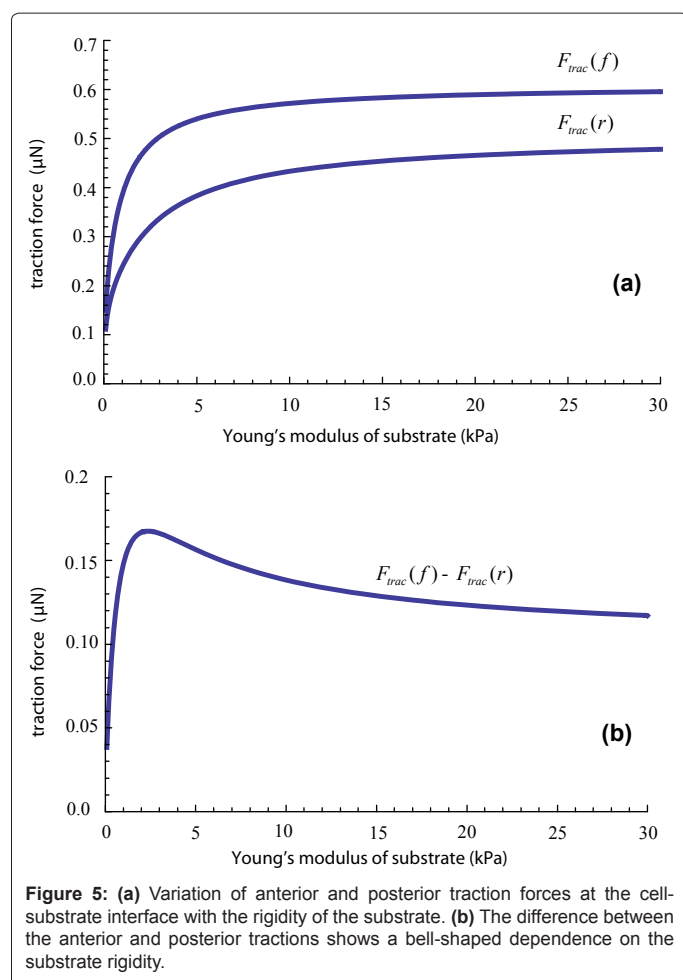 0.7
0.6
0.5
0.4
0.3
0.2
0.1
0.0
traction force (µN)
F_trac(f)
F_trac(r)
(a)
0 5 10 15 20 25 30
Young's modulus of substrate (kPa)
0.2
0.15
0.10
0.05
0.0
traction force (µN)
F_trac(f) - F_trac(r)
(b)
0 5 10 15 20 25 30
Young's modulus of substrate (kPa)
Figure 5: (a) Variation of anterior and posterior traction forces at the cell-
substrate interface with the rigidity of the substrate. (b) The difference between
the anterior and posterior tractions shows a bell-shaped dependence on the
substrate rigidity.